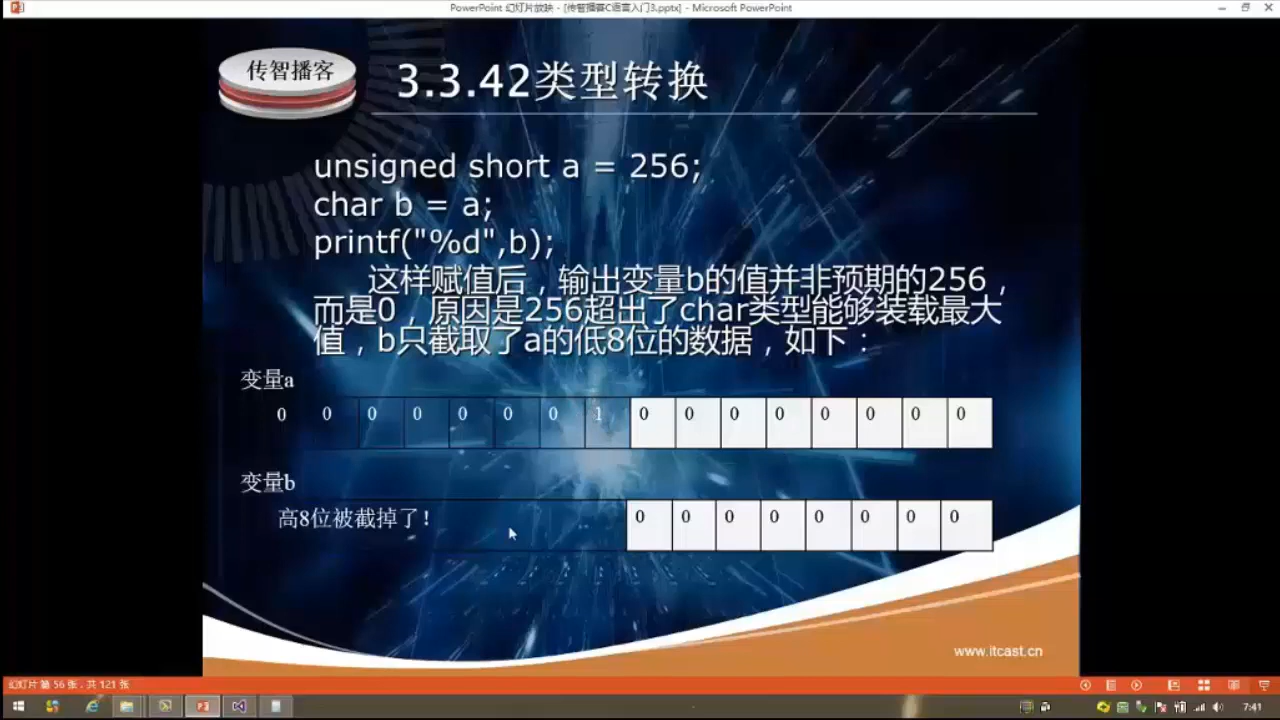 PowerPoint 幻灯片放映 - [传智播客C语言入门3.pptx] - Microsoft PowerPoint
传智播客
3.3.42类型转换
unsigned short a = 256;
char b = a;
printf("%d",b);
这样赋值后，输出变量b的值并非预期的256，
而是0，原因是256超出了char类型能够装载最大
值，b只截取了a的低8位的数据，如下：
变量a
0 0 0 0 0 0 0 1 0 0 0 0 0 0 0 0
变量b
高8位被截掉了！ 0 0 0 0 0 0 0 0
www.itcast.cn
幻灯片 第 56 张，共 121 张
7:41